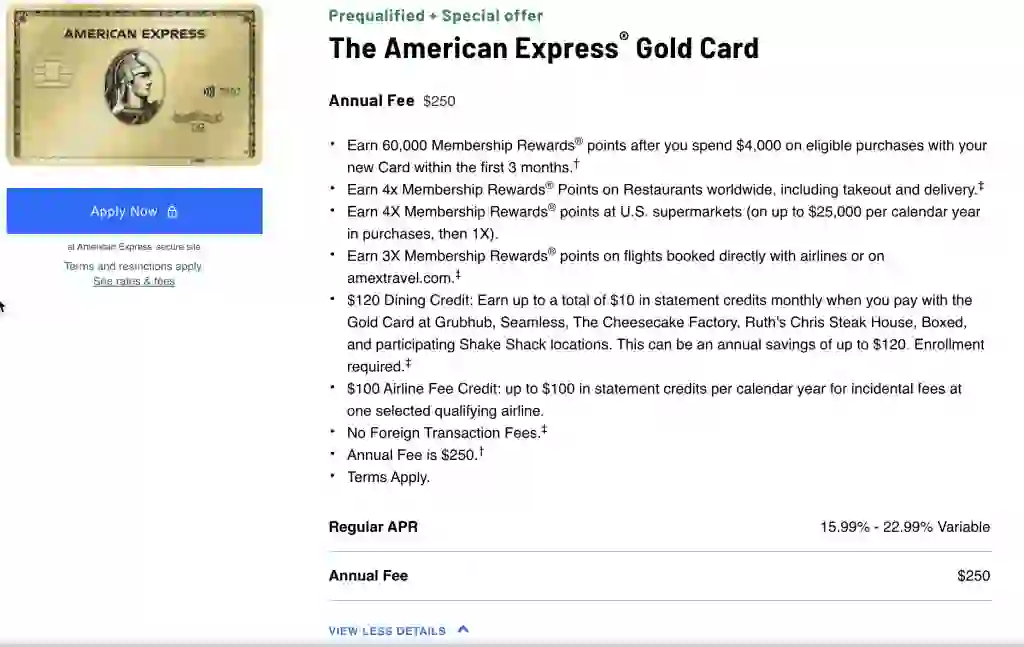 AMERICAN EXPRESS
Apply Now
at American Express' secure site
Terms and restrictions apply
Site rates & fees
Prequalified + Special offer
The American Express® Gold Card
Annual Fee $250
• Earn 60,000 Membership Rewards® points after you spend $4,000 on eligible purchases with your
new Card within the first 3 months.†
• Earn 4x Membership Rewards® Points on Restaurants worldwide, including takeout and delivery.‡
• Earn 4X Membership Rewards® points at U.S. supermarkets (on up to $25,000 per calendar year
in purchases, then 1X).
• Earn 3X Membership Rewards® points on flights booked directly with airlines or on
amextravel.com.‡
• $120 Dining Credit: Earn up to a total of $10 in statement credits monthly when you pay with the
Gold Card at Grubhub, Seamless, The Cheesecake Factory, Ruth's Chris Steak House, Boxed,
and participating Shake Shack locations. This can be an annual savings of up to $120. Enrollment
required.‡
• $100 Airline Fee Credit: up to $100 in statement credits per calendar year for incidental fees at
one selected qualifying airline.
• No Foreign Transaction Fees.‡
• Annual Fee is $250.†
• Terms Apply.
Regular APR 15.99% - 22.99% Variable
Annual Fee $250
VIEW LESS DETAILS